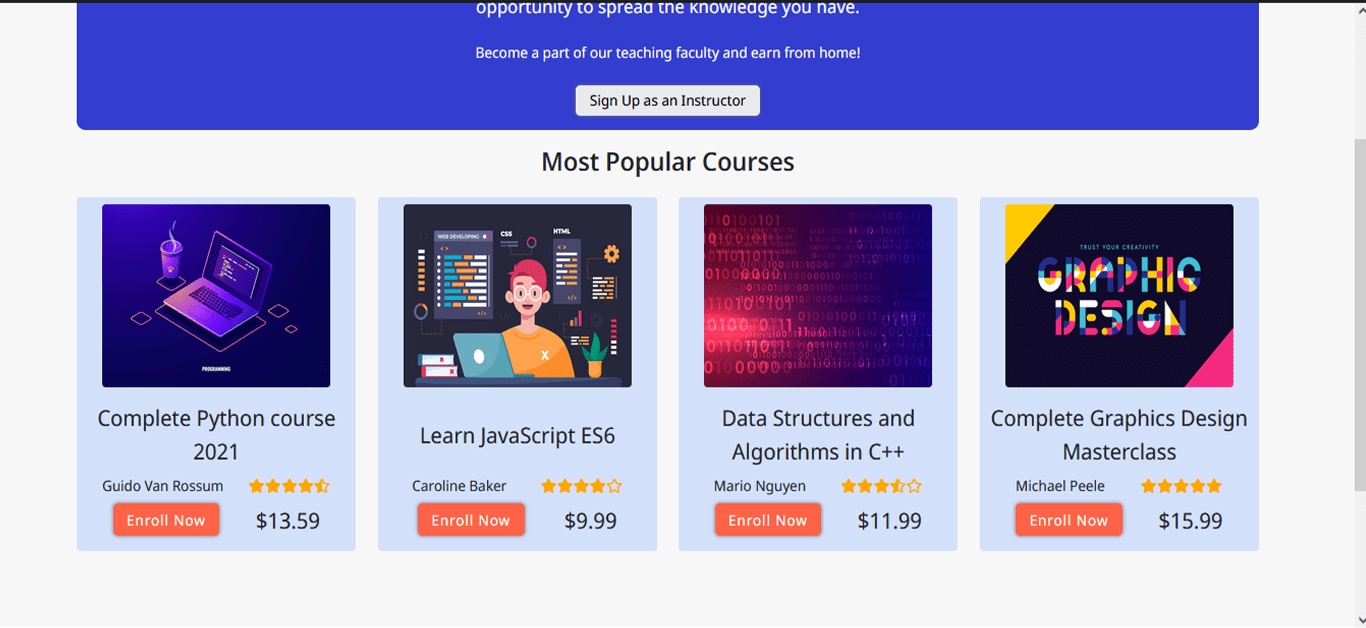 opportunity to spread the knowledge you have.
Become a part of our teaching faculty and earn from home!
Sign Up as an Instructor
Most Popular Courses
PROGRAMMING
Complete Python course
2021
Guido Van Rossum
Enroll Now $13.59
WEB DEVELOPING
CSS
HTML
X
Learn JavaScript ES6
Caroline Baker
Enroll Now $9.99
Data Structures and
Algorithms in C++
Mario Nguyen
Enroll Now $11.99
TRUST YOUR CREATIVITY
GRAPHIC
DESIGN
Complete Graphics Design
Masterclass
Michael Peele
Enroll Now $15.99